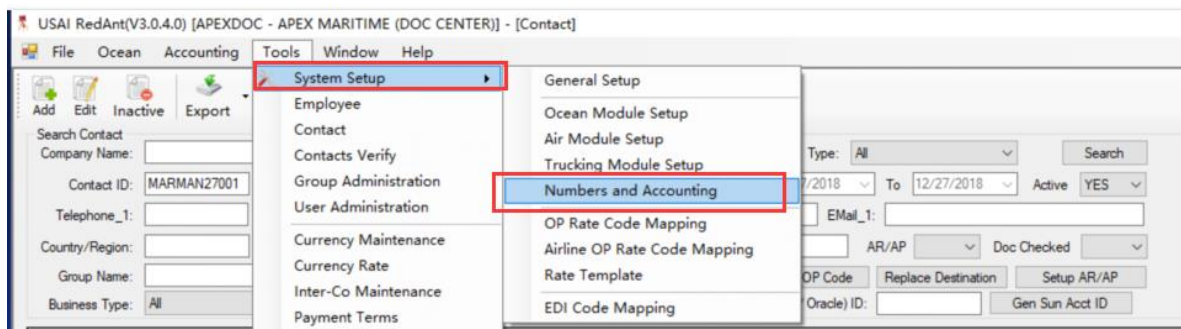 USAI RedAnt(V3.0.4.0) [APEXDOC - APEX MARITIME (DOC CENTER)] - [Contact]
File Ocean Accounting Tools Window Help
Add Edit Inactive Export
System Setup
Employee
Contact
Contacts Verify
Group Administration
User Administration
Currency Maintenance
Currency Rate
Inter-Co Maintenance
Payment Terms
General Setup
Ocean Module Setup
Air Module Setup
Trucking Module Setup
Numbers and Accounting
OP Rate Code Mapping
Airline OP Rate Code Mapping
Rate Template
EDI Code Mapping
Search Contact
Company Name: Type: All Search
Contact ID: MARMAN27001 /2018 To 12/27/2018 Active YES
Telephone_1: EMail_1:
Country/Region: AR/AP Doc Checked
Group Name: OP Code Replace Destination Setup AR/AP
Business Type: All Oracle) ID: Gen Sun Acct ID